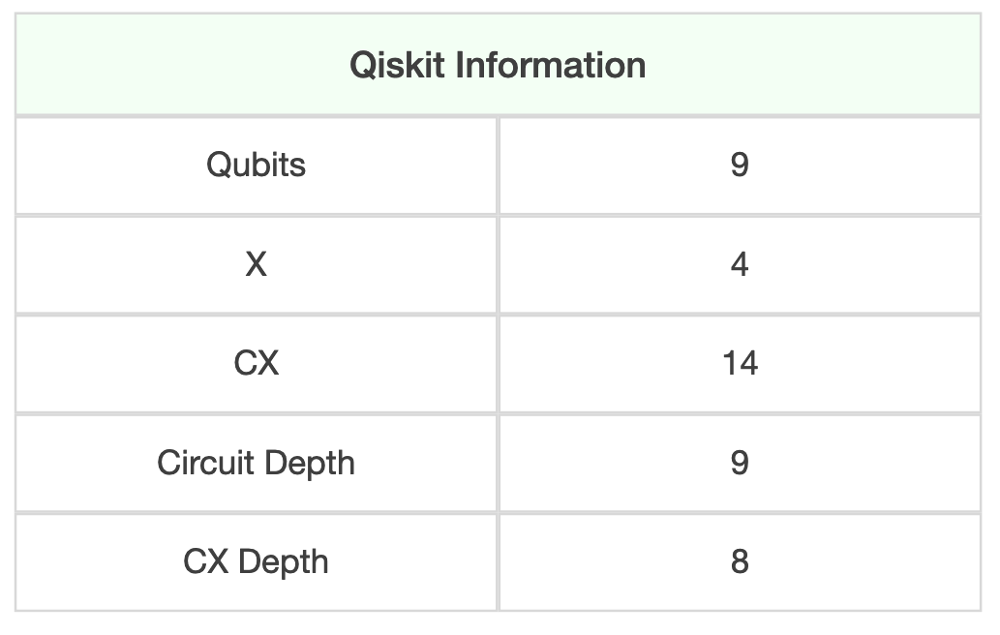 Qiskit Information
Qubits 9
X 4
CX 14
Circuit Depth 9
CX Depth 8